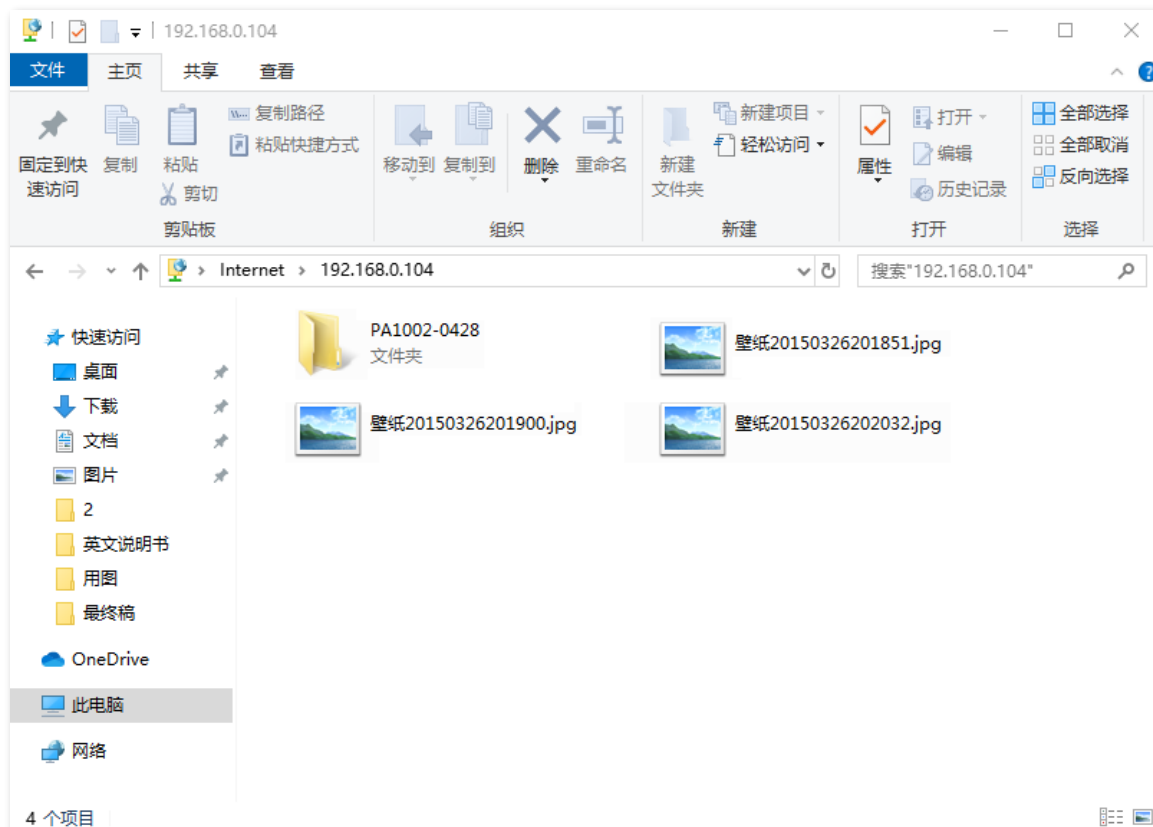 192.168.0.104
文件 主页 共享 查看
固定到快速访问
复制
粘贴
复制路径
粘贴快捷方式
剪切
剪贴板
移动到 复制到
删除 重命名
组织
新建文件夹
新建项目
轻松访问
新建
属性
打开
编辑
历史记录
打开
全部选择
全部取消
反向选择
选择
Internet › 192.168.0.104
搜索"192.168.0.104"
快速访问
桌面
下载
文档
图片
2
英文说明书
用图
最终稿
OneDrive
此电脑
网络
PA1002-0428
文件夹
壁纸20150326201851.jpg
壁纸20150326201900.jpg
壁纸20150326202032.jpg
4 个项目